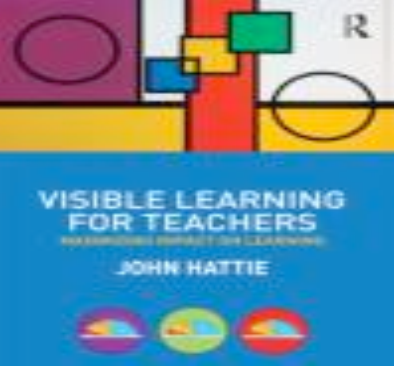 R
VISIBLE LEARNING
FOR TEACHERS
MAXIMIZING IMPACT ON LEARNING
JOHN HATTIE